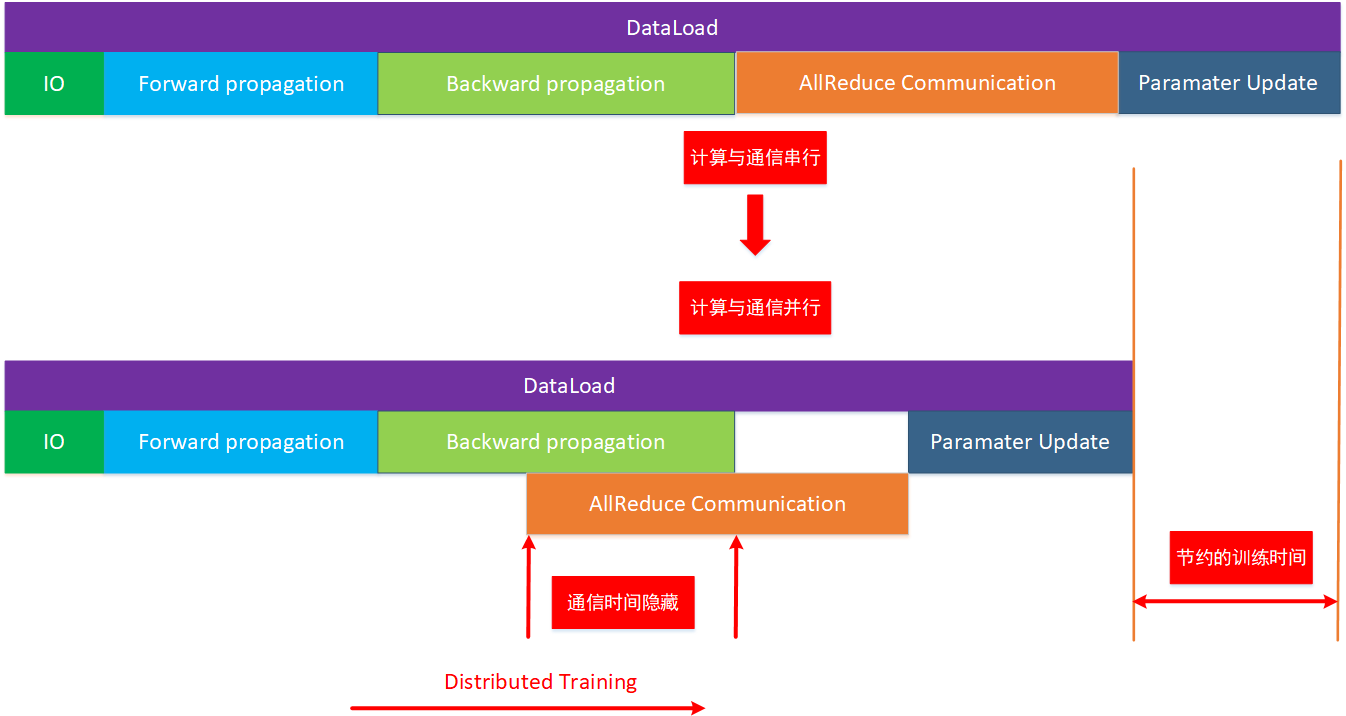 DataLoad
IO
Forward propagation
Backward propagation
AllReduce Communication
Paramater Update
计算与通信串行
计算与通信并行
DataLoad
IO
Forward propagation
Backward propagation
Paramater Update
AllReduce Communication
节约的训练时间
通信时间隐藏
Distributed Training